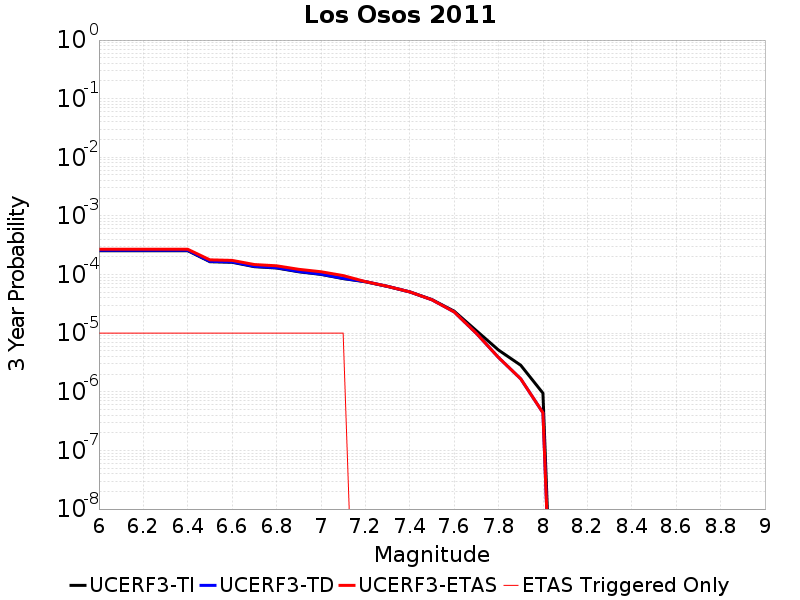 Los Osos 2011
10^0
10^-1
10^-2
10^-3
10^-4
10^-5
10^-6
10^-7
10^-8
3 Year Probability
6 6.2 6.4 6.6 6.8 7 7.2 7.4 7.6 7.8 8 8.2 8.4 8.6 8.8 9
Magnitude
UCERF3-TI UCERF3-TD UCERF3-ETAS ETAS Triggered Only